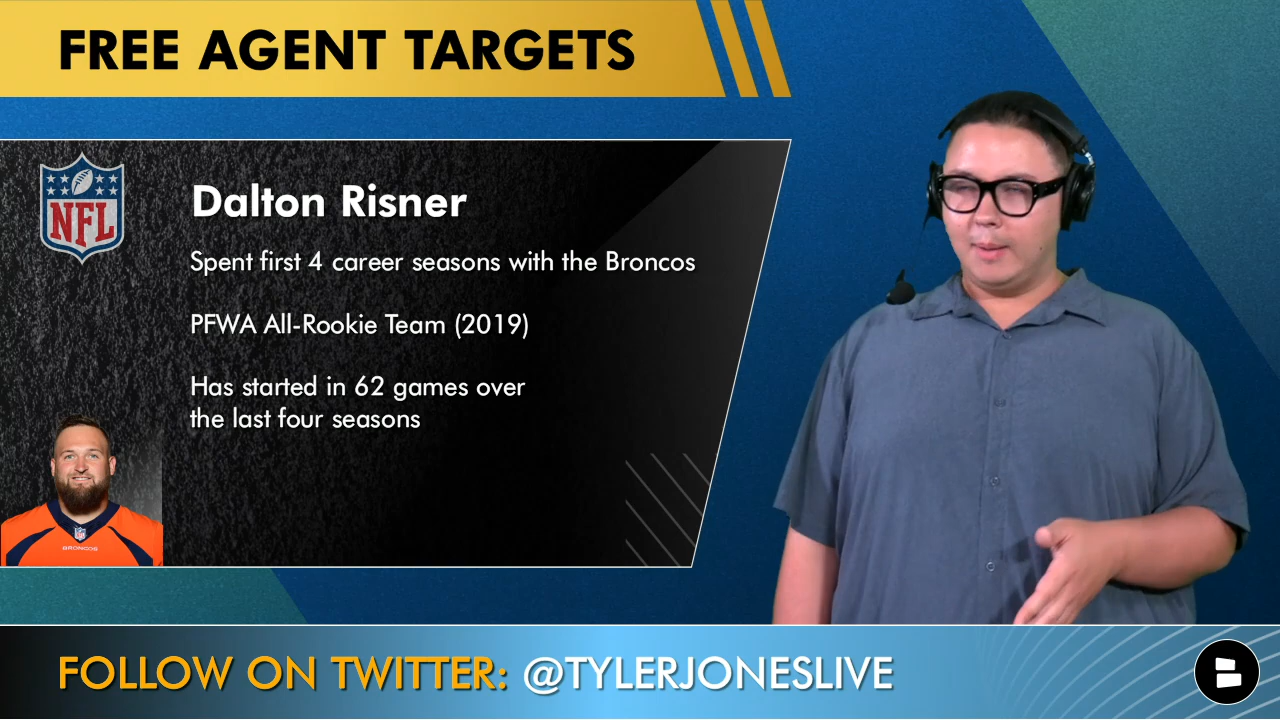 FREE AGENT TARGETS
NFL
Dalton Risner
Spent first 4 career seasons with the Broncos
PFWA All-Rookie Team (2019)
Has started in 62 games over
the last four seasons
BRONCOS
FOLLOW ON TWITTER: @TYLERJONESLIVE